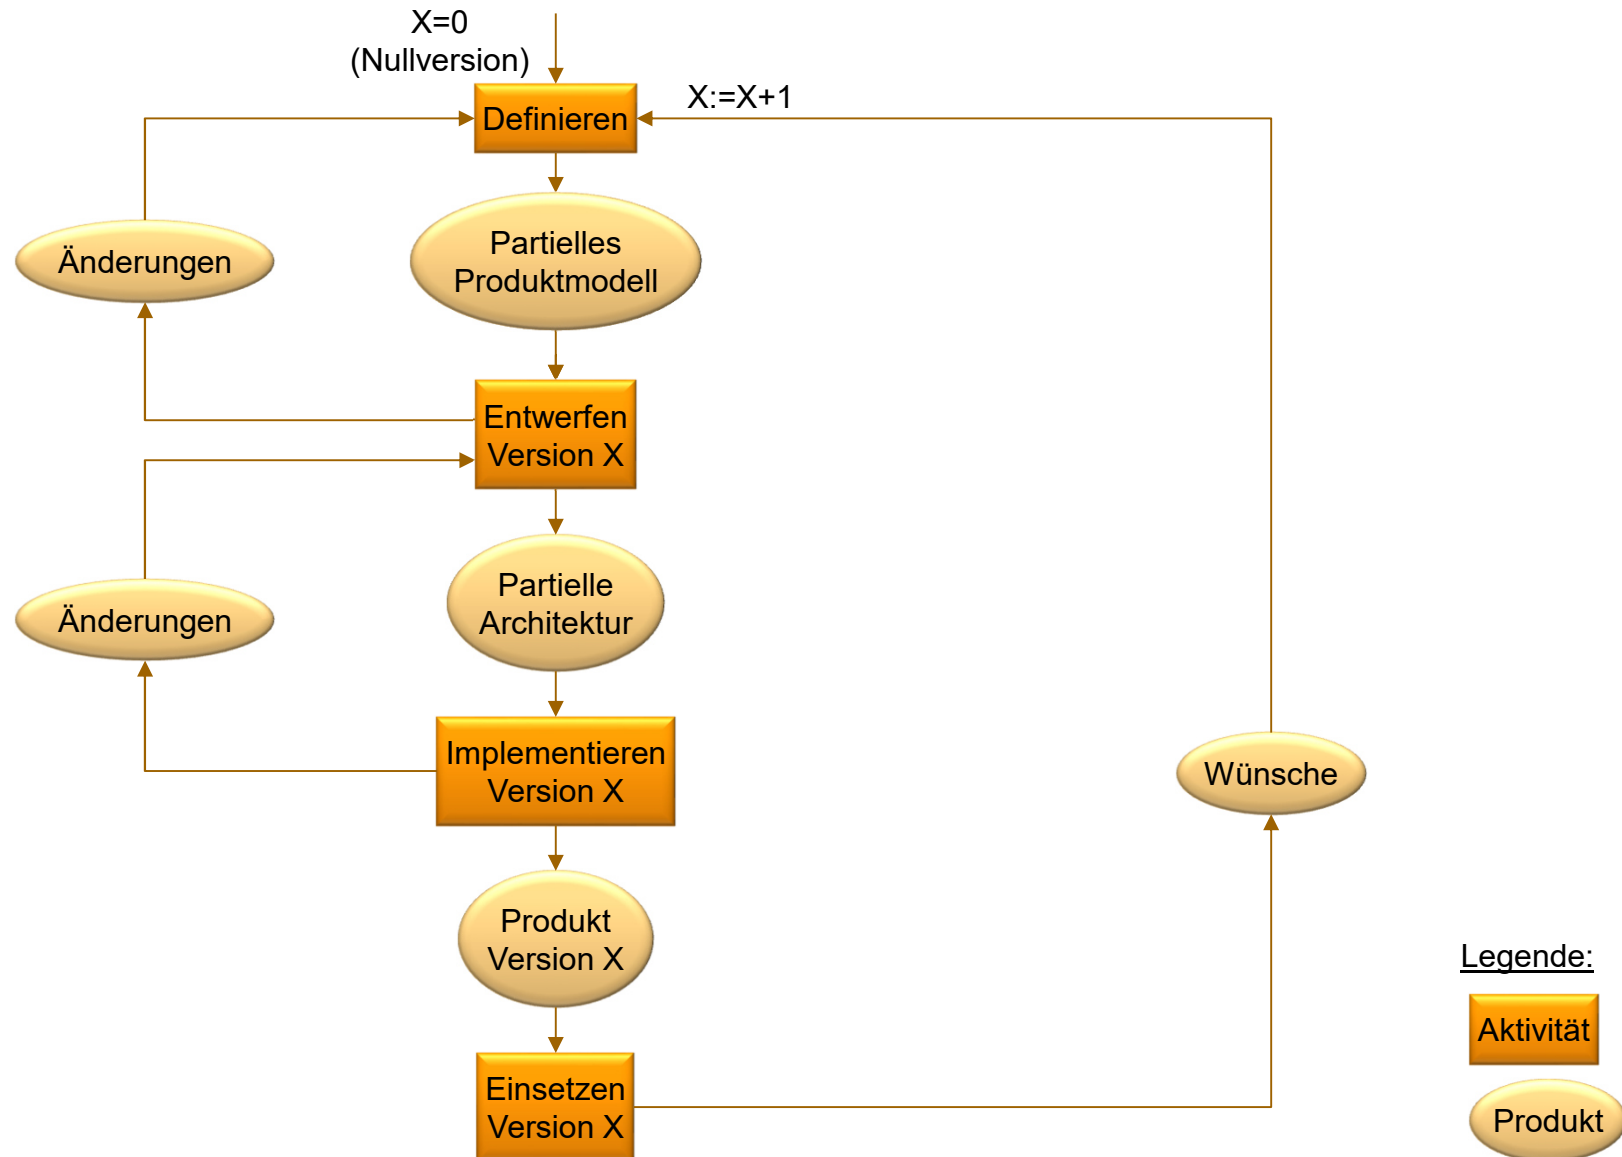 X=0
(Nullversion)
X:=X+1
Definieren
Änderungen
Partielles
Produktmodell
Entwerfen
Version X
Änderungen
Partielle
Architektur
Implementieren
Version X
Wünsche
Produkt
Version X
Einsetzen
Version X
Legende:
Aktivität
Produkt